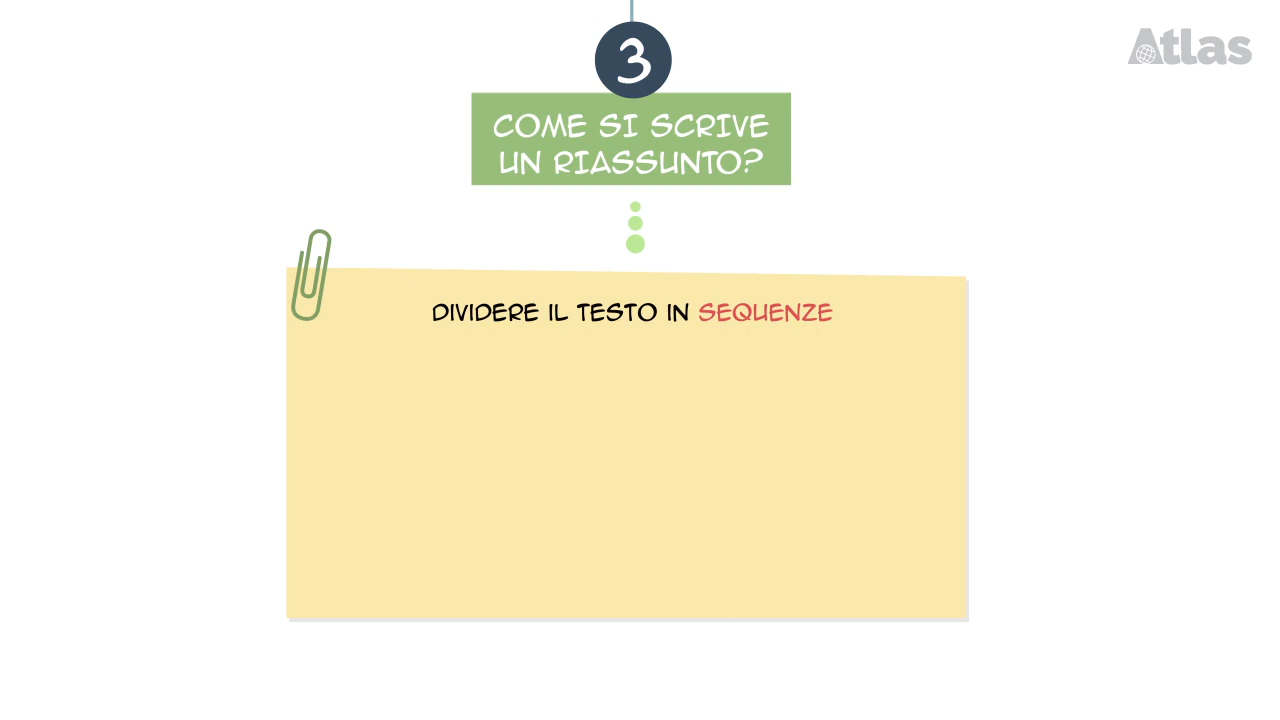 Atlas
3
COME SI SCRIVE
UN RIASSUNTO?
DIVIDERE IL TESTO IN SEQUENZE